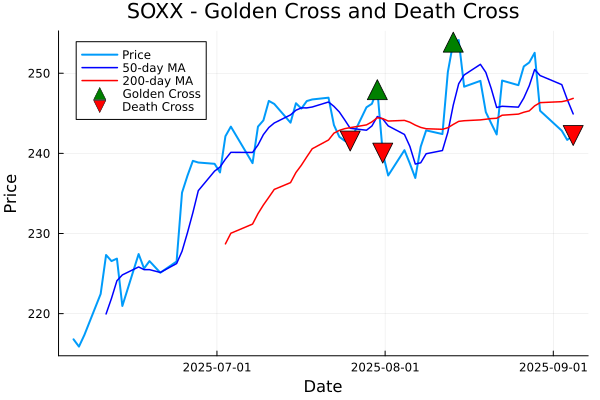 SOXX - Golden Cross and Death Cross
Price
50-day MA
200-day MA
Golden Cross
Death Cross
250
240
230
220
Price
2025-07-01
2025-08-01
2025-09-01
Date